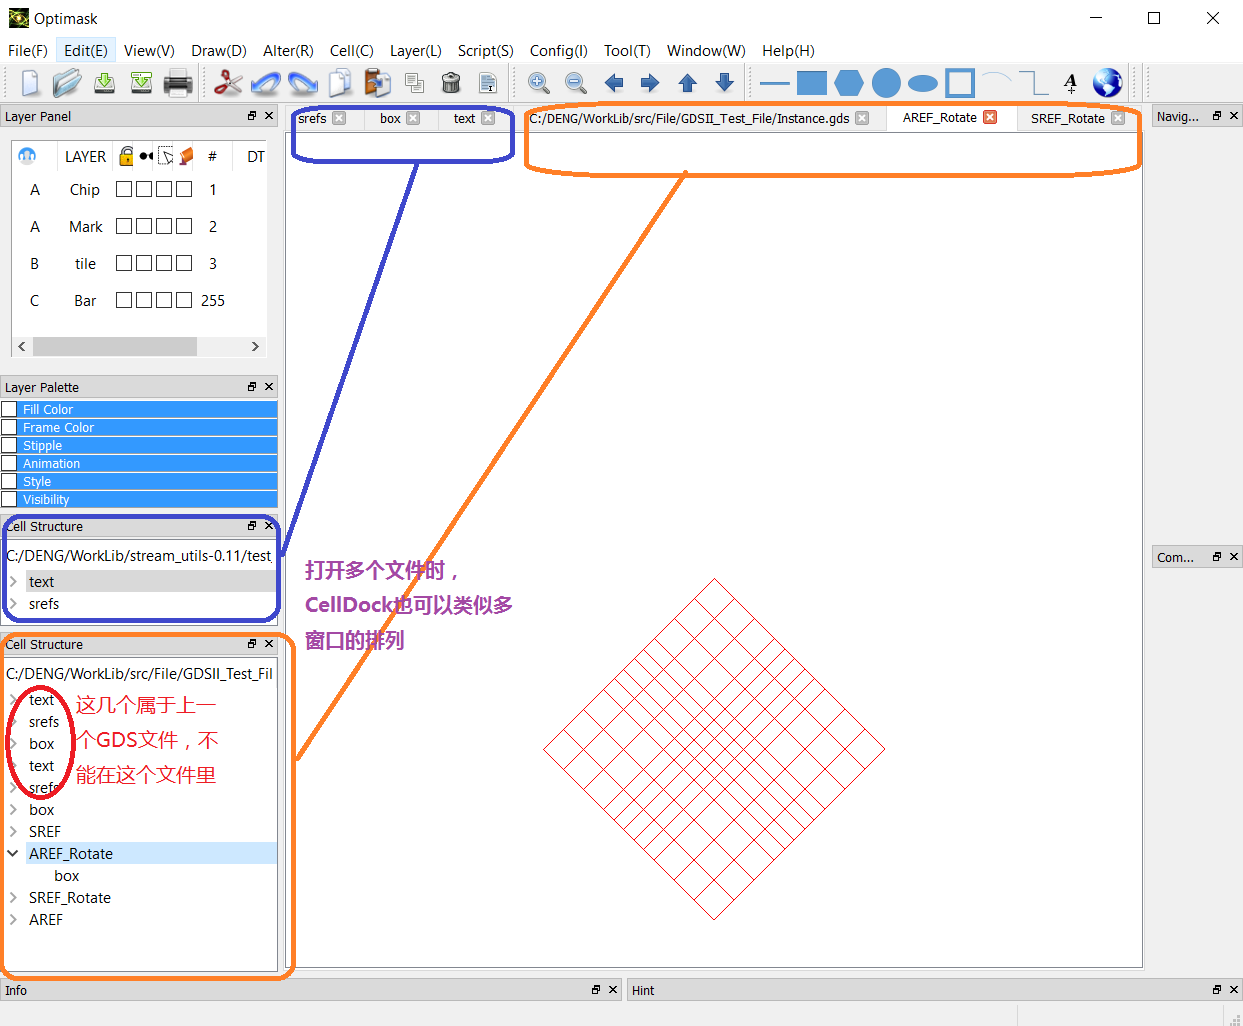 Optimask
File(F) Edit(E) View(V) Draw(D) Alter(R) Cell(C) Layer(L) Script(S) Config(I) Tool(T) Window(W) Help(H)
Layer Panel
LAYER # DT
A Chip 1
A Mark 2
B tile 3
C Bar 255
Layer Palette
Fill Color
Frame Color
Stipple
Animation
Style
Visibility
Cell Structure
C:/DENG/WorkLib/stream_utils-0.11/test_
text
srefs
Cell Structure
C:/DENG/WorkLib/src/File/GDSII_Test_Fil
text
srefs
box
text
srefs
box
SREF
AREF_Rotate
box
SREF_Rotate
AREF
这几个属于上一
个GDS文件，不
能在这个文件里
srefs box text C:/DENG/WorkLib/src/File/GDSII_Test_File/Instance.gds AREF_Rotate SREF_Rotate
打开多个文件时，
CellDock也可以类似多
窗口的排列
Navig...
Com...
Info
Hint